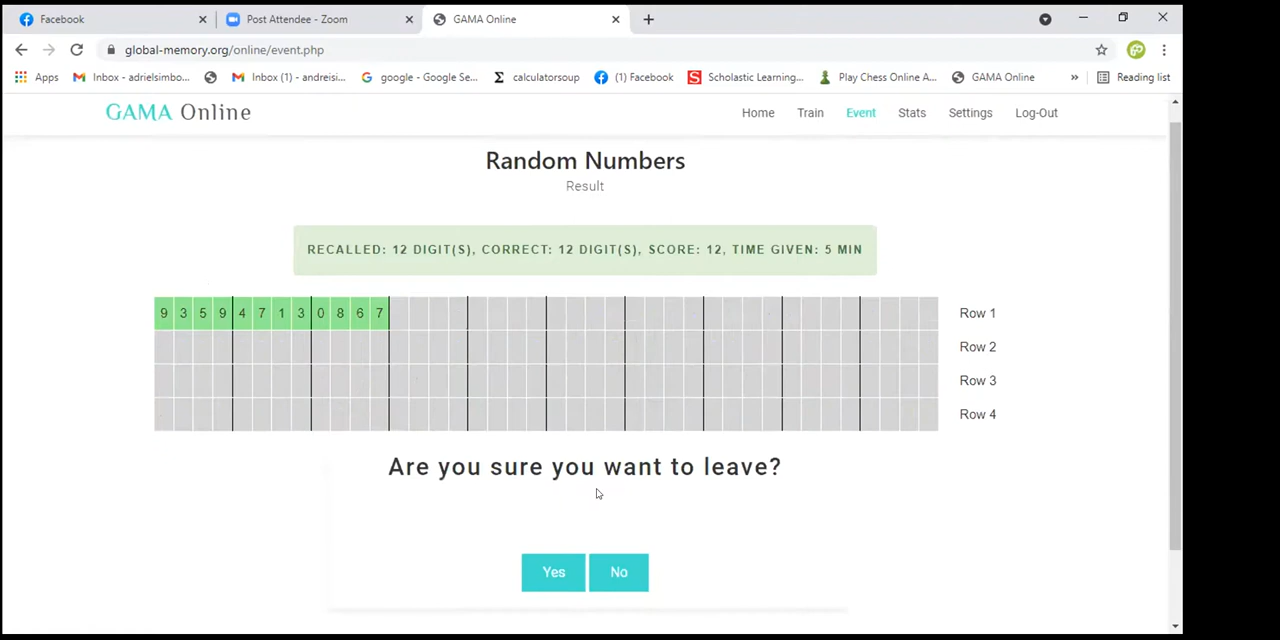 Facebook
Post Attendee - Zoom
GAMA Online
global-memory.org/online/event.php
Apps
Inbox - adrielsimbo...
Inbox (1) - andreisi...
google - Google Se...
calculatorsoup
(1) Facebook
Scholastic Learning...
Play Chess Online A...
GAMA Online
»
Reading list
GAMA Online
Home
Train
Event
Stats
Settings
Log-Out
Random Numbers
Result
RECALLED: 12 DIGIT(S), CORRECT: 12 DIGIT(S), SCORE: 12, TIME GIVEN: 5 MIN
9 3 5 9 4 7 1 3 0 8 6 7
Row 1
Row 2
Row 3
Row 4
Are you sure you want to leave?
Yes
No